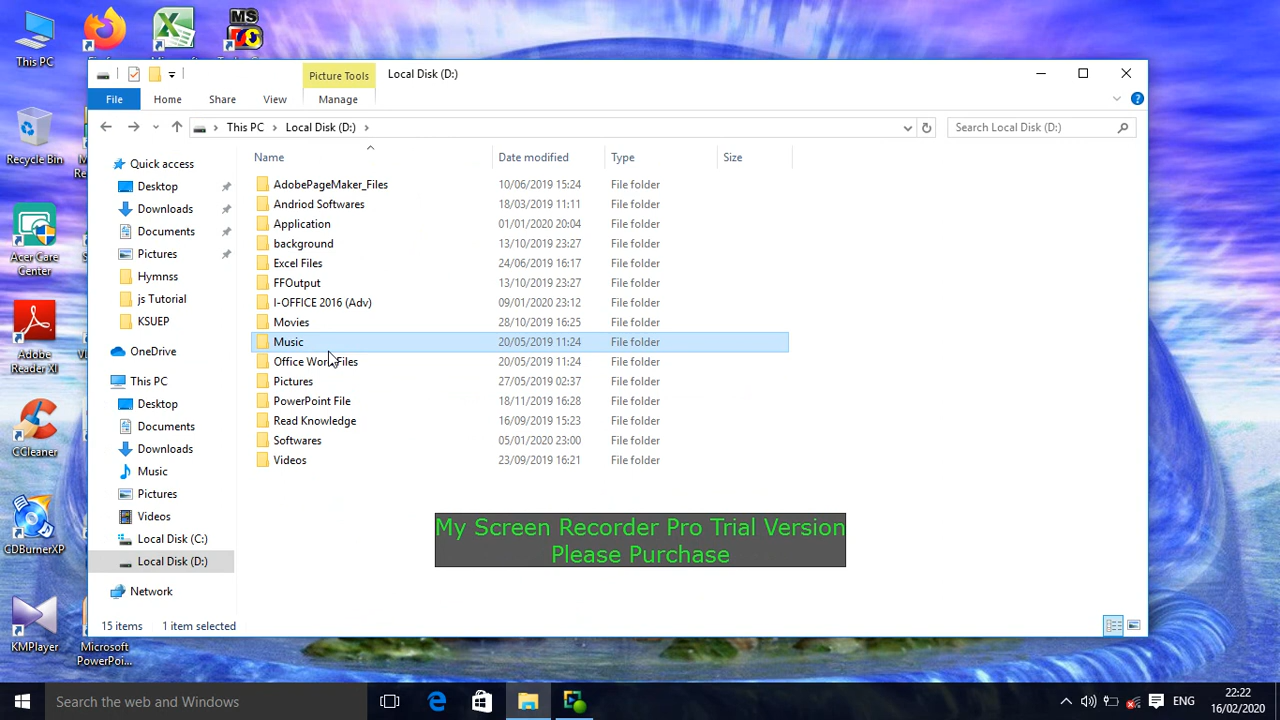 This PC
Recycle Bin
Acer Care
Center
Adobe
Reader XI
CCleaner
CDBurnerXP
KMPlayer
Microsoft
PowerPoi...
Picture Tools
Local Disk (D:)
File
Home
Share
View
Manage
This PC
Local Disk (D:)
Search Local Disk (D:)
Quick access
Desktop
Downloads
Documents
Pictures
Hymnss
js Tutorial
KSUEP
OneDrive
This PC
Desktop
Documents
Downloads
Music
Pictures
Videos
Local Disk (C:)
Local Disk (D:)
Network
Name Date modified Type Size
AdobePageMaker_Files 10/06/2019 15:24 File folder
Andriod Softwares 18/03/2019 11:11 File folder
Application 01/01/2020 20:04 File folder
background 13/10/2019 23:27 File folder
Excel Files 24/06/2019 16:17 File folder
FFOutput 13/10/2019 23:27 File folder
I-OFFICE 2016 (Adv) 09/01/2020 23:12 File folder
Movies 28/10/2019 16:25 File folder
Music 20/05/2019 11:24 File folder
Office Work Files 20/05/2019 11:24 File folder
Pictures 27/05/2019 02:37 File folder
PowerPoint File 18/11/2019 16:28 File folder
Read Knowledge 16/09/2019 15:23 File folder
Softwares 05/01/2020 23:00 File folder
Videos 23/09/2019 16:21 File folder
My Screen Recorder Pro Trial Version
Please Purchase
15 items 1 item selected
Search the web and Windows
ENG
22:22
16/02/2020